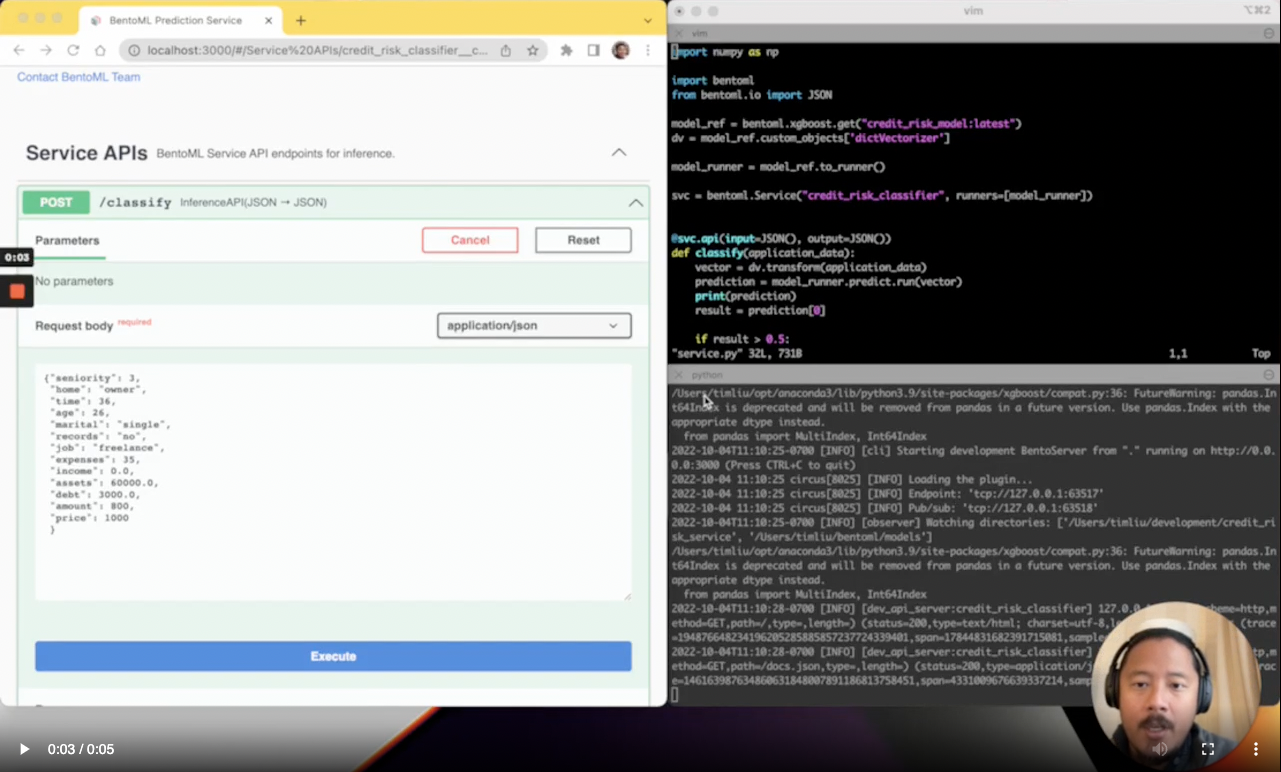 BentoML Prediction Service
localhost:3000/#/Service%20APIs/credit_risk_classifier__c...
Contact BentoML Team
Service APIs BentoML Service API endpoints for inference.
POST /classify InferenceAPI(JSON → JSON)
Parameters
Cancel
Reset
0:03
No parameters
Request body required
application/json
{"seniority": 3,
"home": "owner",
"time": 36,
"age": 26,
"marital": "single",
"records": "no",
"job": "freelance",
"expenses": 35,
"income": 0.0,
"assets": 60000.0,
"debt": 3000.0,
"amount": 800,
"price": 1000
}
Execute
vim
⌥⌘2
vim
import numpy as np
import bentoml
from bentoml.io import JSON
model_ref = bentoml.xgboost.get("credit_risk_model:latest")
dv = model_ref.custom_objects['dictVectorizer']
model_runner = model_ref.to_runner()
svc = bentoml.Service("credit_risk_classifier", runners=[model_runner])
@svc.api(input=JSON(), output=JSON())
def classify(application_data):
vector = dv.transform(application_data)
prediction = model_runner.predict.run(vector)
print(prediction)
result = prediction[0]
if result > 0.5:
"service.py" 32L, 731B 1,1 Top
python
/Users/timliu/opt/anaconda3/lib/python3.9/site-packages/xgboost/compat.py:36: FutureWarning: pandas.In
t64Index is deprecated and will be removed from pandas in a future version. Use pandas.Index with the
appropriate dtype instead.
from pandas import MultiIndex, Int64Index
2022-10-04T11:10:25-0700 [INFO] [cli] Starting development BentoServer from "." running on http://0.0.
0.0:3000 (Press CTRL+C to quit)
2022-10-04 11:10:25 circus[8025] [INFO] Loading the plugin...
2022-10-04 11:10:25 circus[8025] [INFO] Endpoint: 'tcp://127.0.0.1:63517'
2022-10-04 11:10:25 circus[8025] [INFO] Pub/sub: 'tcp://127.0.0.1:63518'
2022-10-04T11:10:25-0700 [INFO] [observer] Watching directories: ['/Users/timliu/development/credit_ri
sk_service', '/Users/timliu/bentoml/models']
/Users/timliu/opt/anaconda3/lib/python3.9/site-packages/xgboost/compat.py:36: FutureWarning: pandas.In
t64Index is deprecated and will be removed from pandas in a future version. Use pandas.Index with the
appropriate dtype instead.
from pandas import MultiIndex, Int64Index
2022-10-04T11:10:28-0700 [INFO] [dev_api_server:credit_risk_classifier] 127.0.0 heme=http,m
ethod=GET,path=/,type=,length=) (status=200,type=text/html; charset=utf-8,le (trace
=194876648234196205285885857237724339401,span=17844831682391715081,sample
2022-10-04T11:10:28-0700 [INFO] [dev_api_server:credit_risk_classifier] tp,m
ethod=GET,path=/docs.json,type=,length=) (status=200,type=application/j race
e=146163987634860631848007891186813758451,span=4331009676639337214,samp
0:03 / 0:05